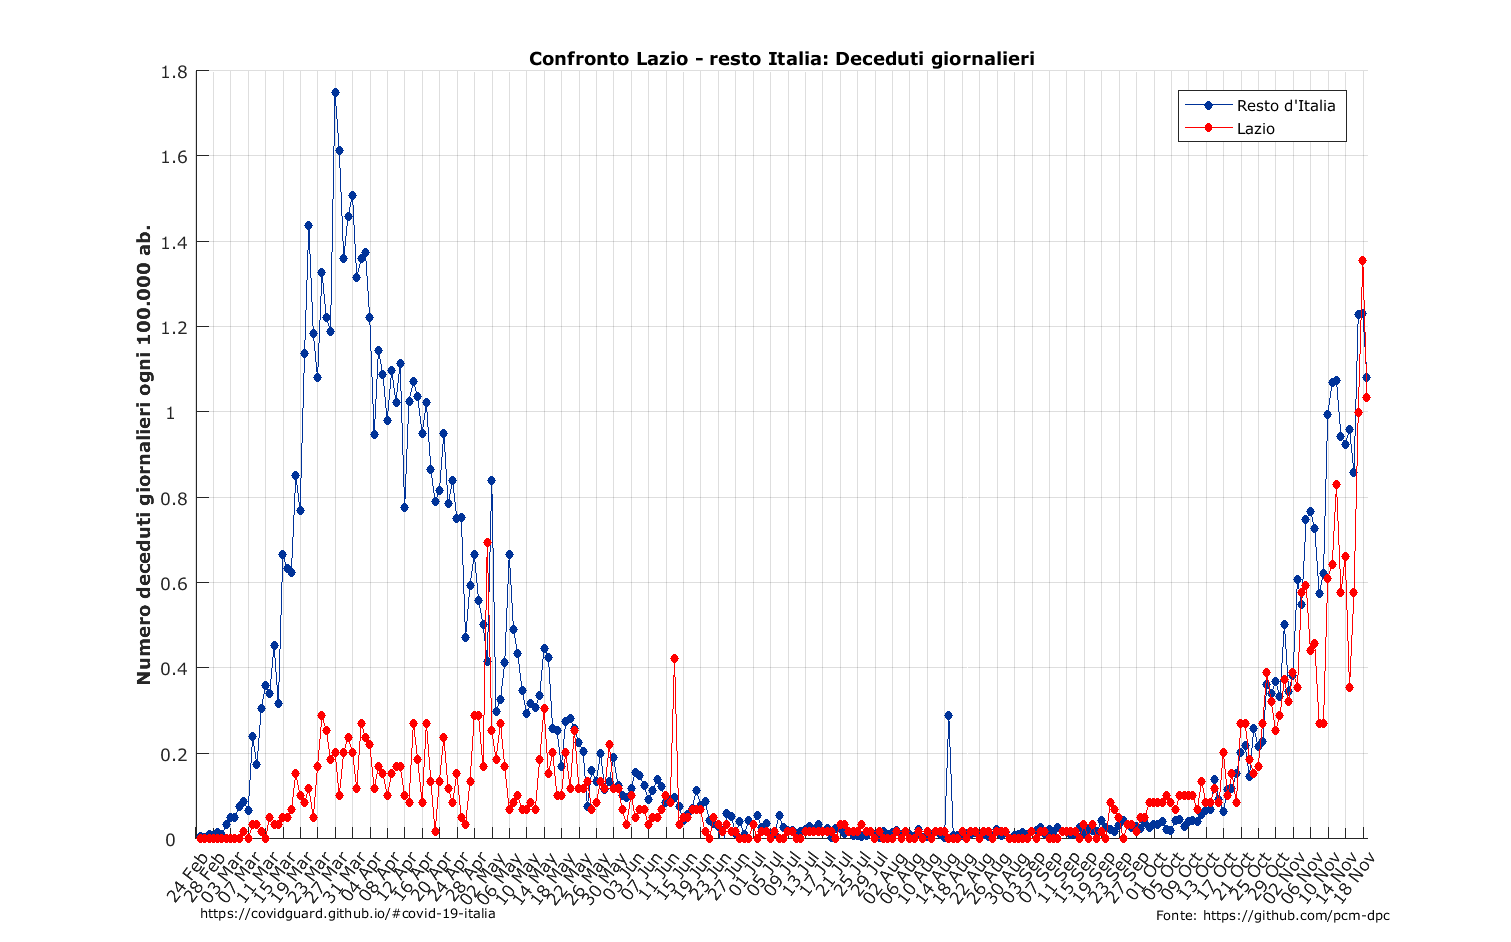 Confronto Lazio - resto Italia: Deceduti giornalieri
Resto d'Italia
Lazio
Numero deceduti giornalieri ogni 100.000 ab.
1.8
1.6
1.4
1.2
1
0.8
0.6
0.4
0.2
0
24 Feb
28 Feb
03 Mar
07 Mar
11 Mar
15 Mar
19 Mar
23 Mar
27 Mar
31 Mar
04 Apr
08 Apr
12 Apr
16 Apr
20 Apr
24 Apr
28 Apr
02 May
06 May
10 May
14 May
18 May
22 May
26 May
30 May
03 Jun
07 Jun
11 Jun
15 Jun
19 Jun
23 Jun
27 Jun
01 Jul
05 Jul
09 Jul
13 Jul
17 Jul
21 Jul
25 Jul
29 Jul
02 Aug
06 Aug
10 Aug
14 Aug
18 Aug
22 Aug
26 Aug
30 Aug
03 Sep
07 Sep
11 Sep
15 Sep
19 Sep
23 Sep
27 Sep
01 Oct
05 Oct
09 Oct
13 Oct
17 Oct
21 Oct
25 Oct
29 Oct
02 Nov
06 Nov
10 Nov
14 Nov
18 Nov
https://covidguard.github.io/#covid-19-italia
Fonte: https://github.com/pcm-dpc